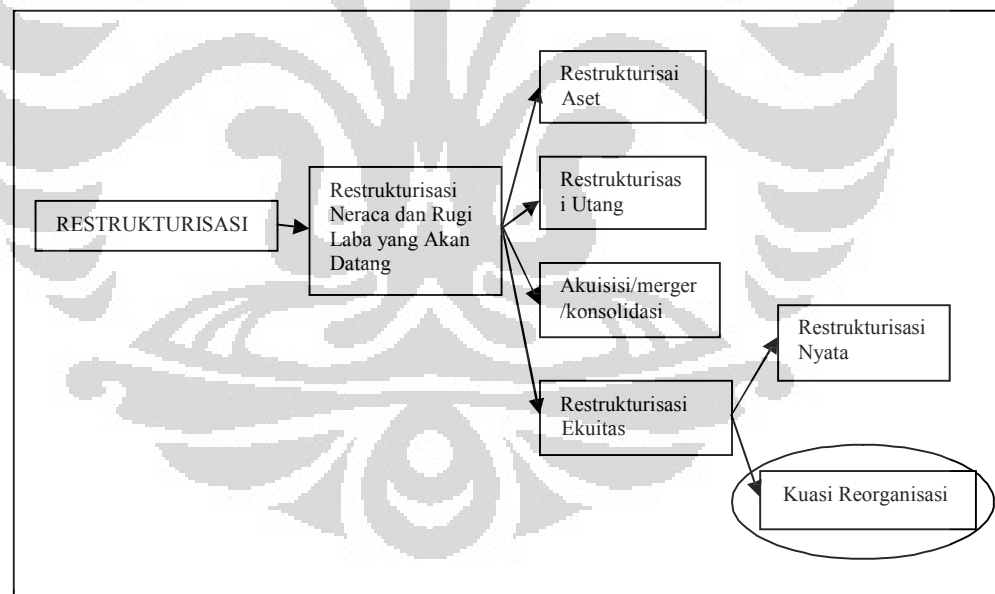 RESTRUKTURISASI
Restrukturisasi
Neraca dan Rugi
Laba yang Akan
Datang
Restrukturisai
Aset
Restrukturisas
i Utang
Akuisisi/merger
/konsolidasi
Restrukturisasi
Ekuitas
Restrukturisasi
Nyata
Kuasi Reorganisasi